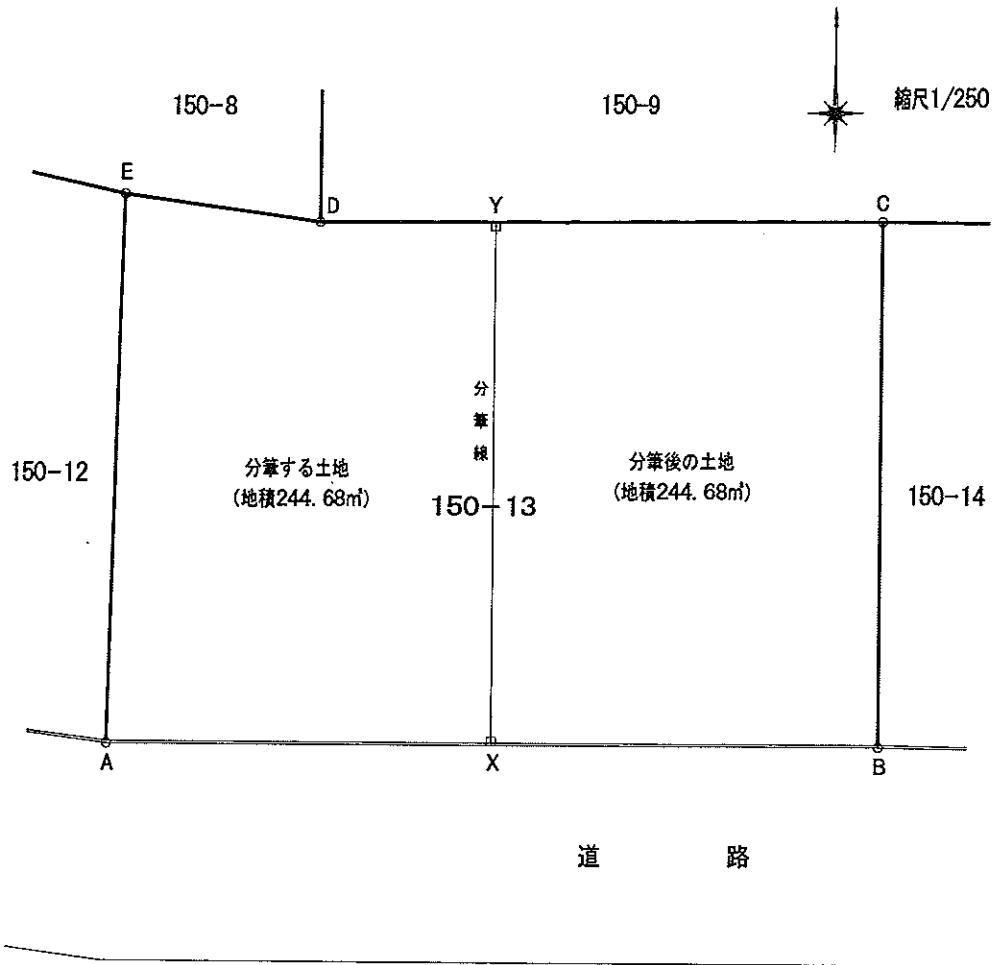 150-8
150-9
縮尺1/250
E
D
Y
C
分筆線
150-12
分筆する土地
(地積244.68㎡)
150-13
分筆後の土地
(地積244.68㎡)
150-14
A
X
B
道路